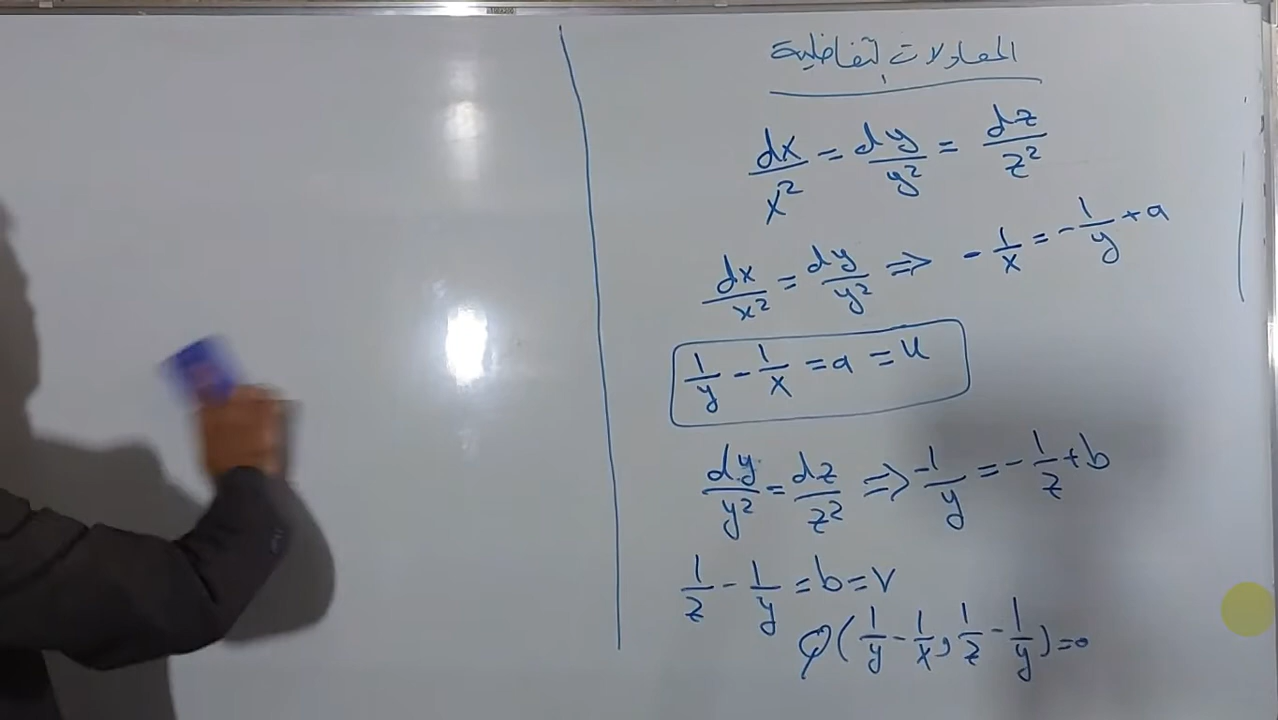 المعادلات التفاضلية
dx/x² = dy/y² = dz/z²
dx/x² = dy/y² ⇒ -1/x = -1/y + a
1/y - 1/x = a = u
dy/y² = dz/z² ⇒ -1/y = -1/z + b
1/z - 1/y = b = v
φ(1/y - 1/x, 1/z - 1/y) = 0